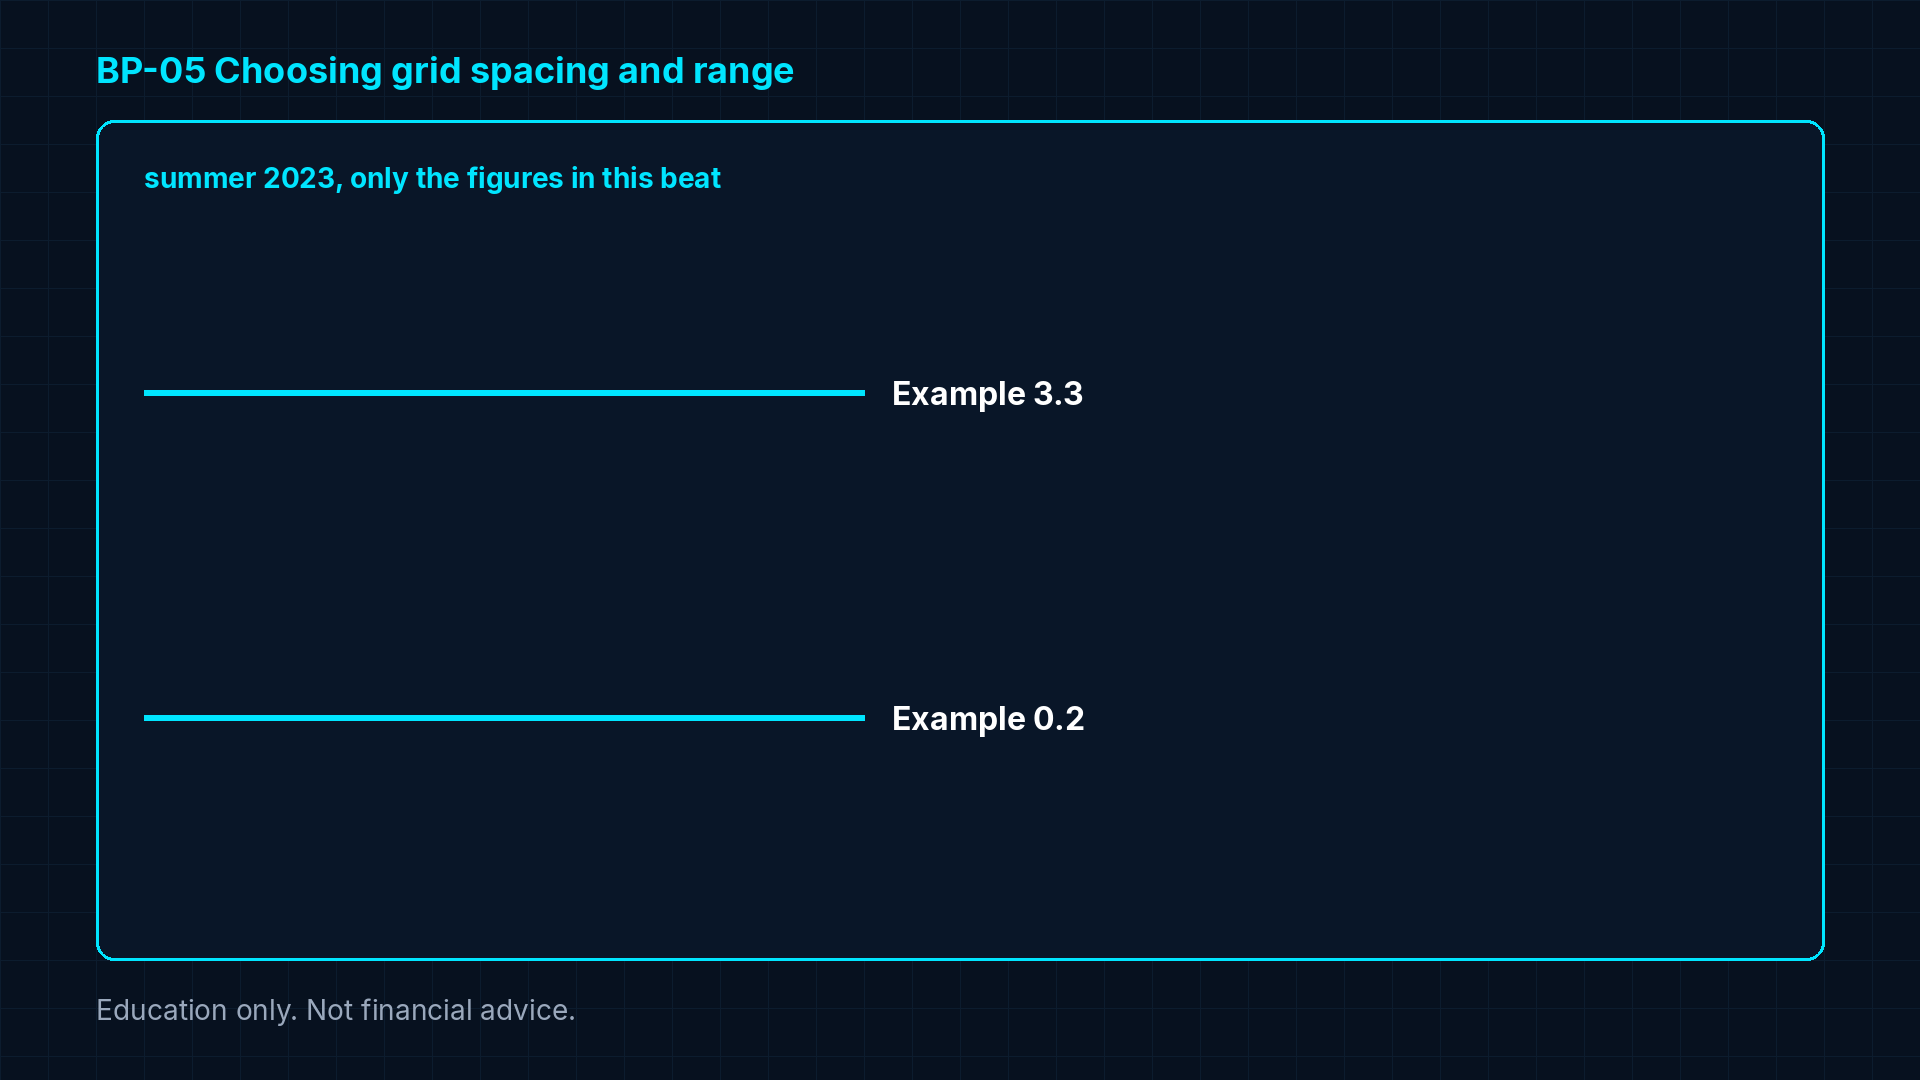 BP-05 Choosing grid spacing and range
summer 2023, only the figures in this beat
Example 3.3
Example 0.2
Education only. Not financial advice.